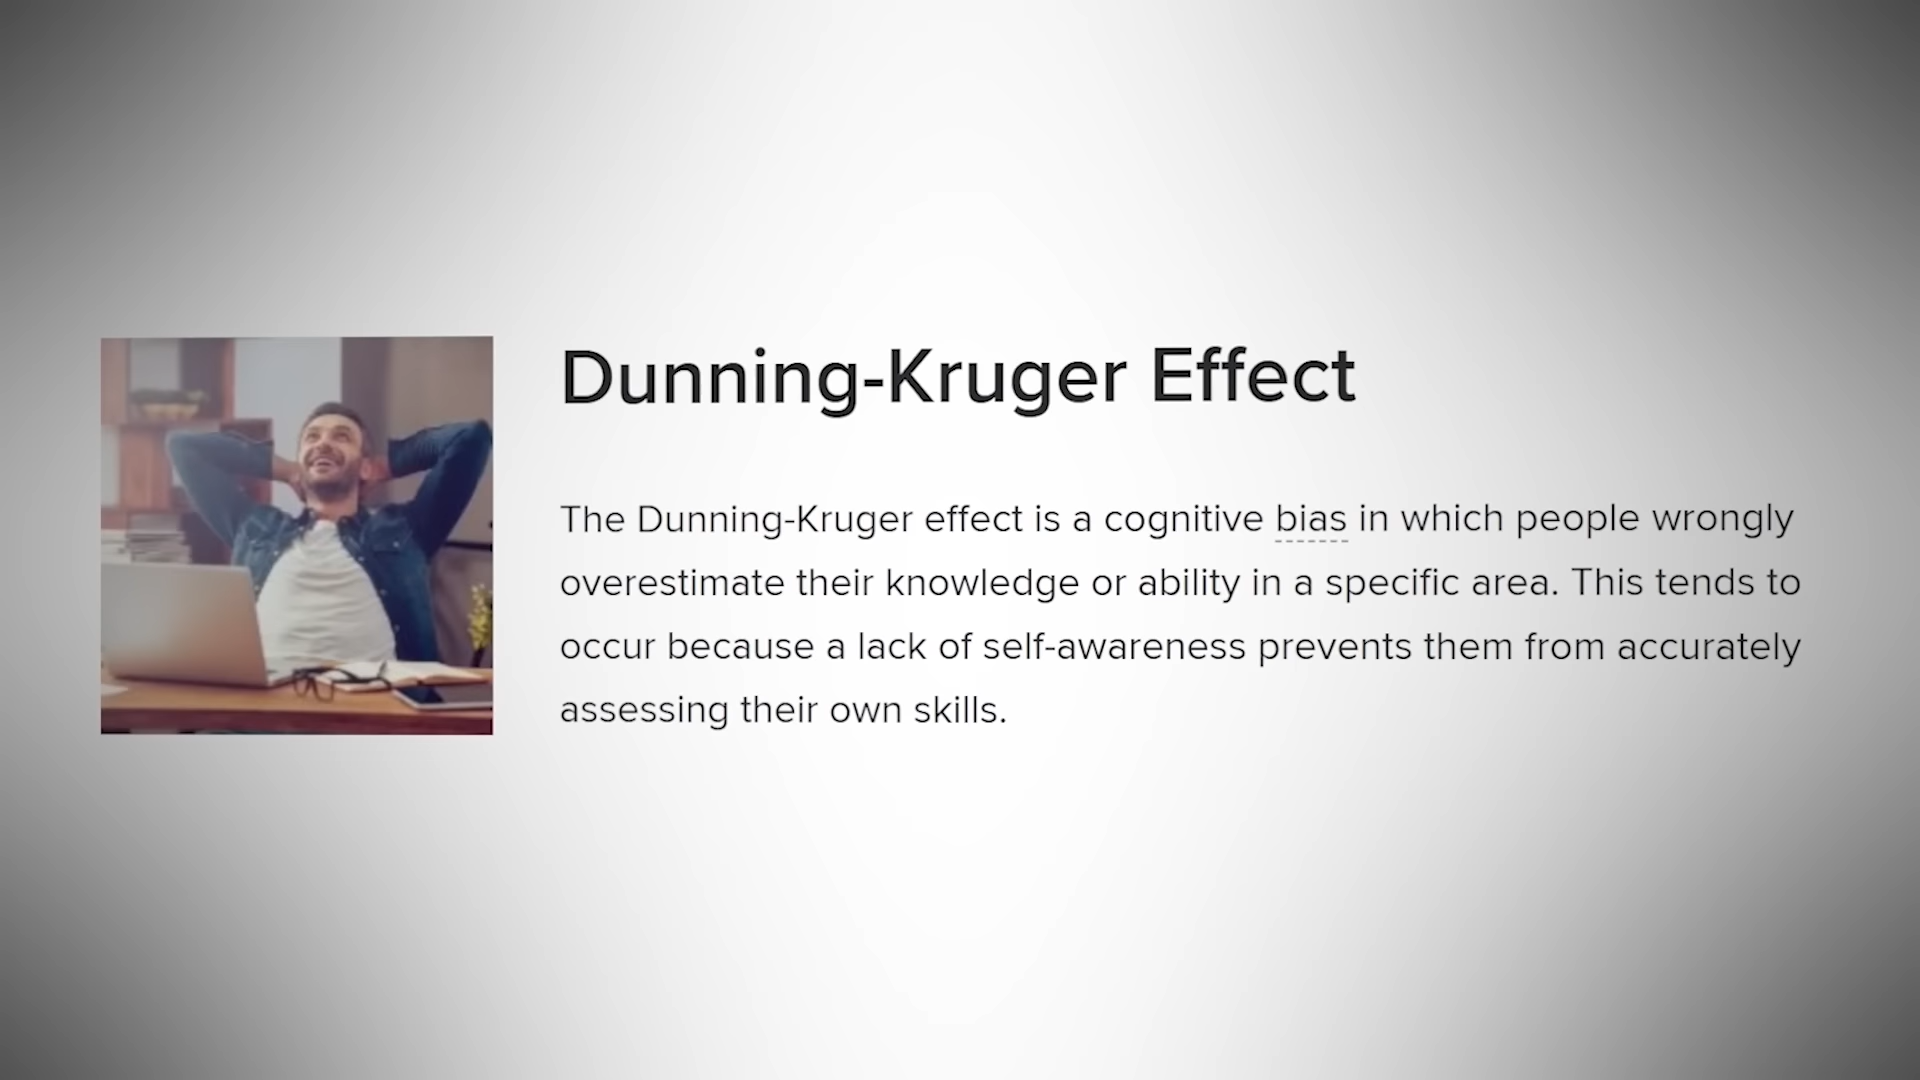 Dunning-Kruger Effect
The Dunning-Kruger effect is a cognitive bias in which people wrongly
overestimate their knowledge or ability in a specific area. This tends to
occur because a lack of self-awareness prevents them from accurately
assessing their own skills.